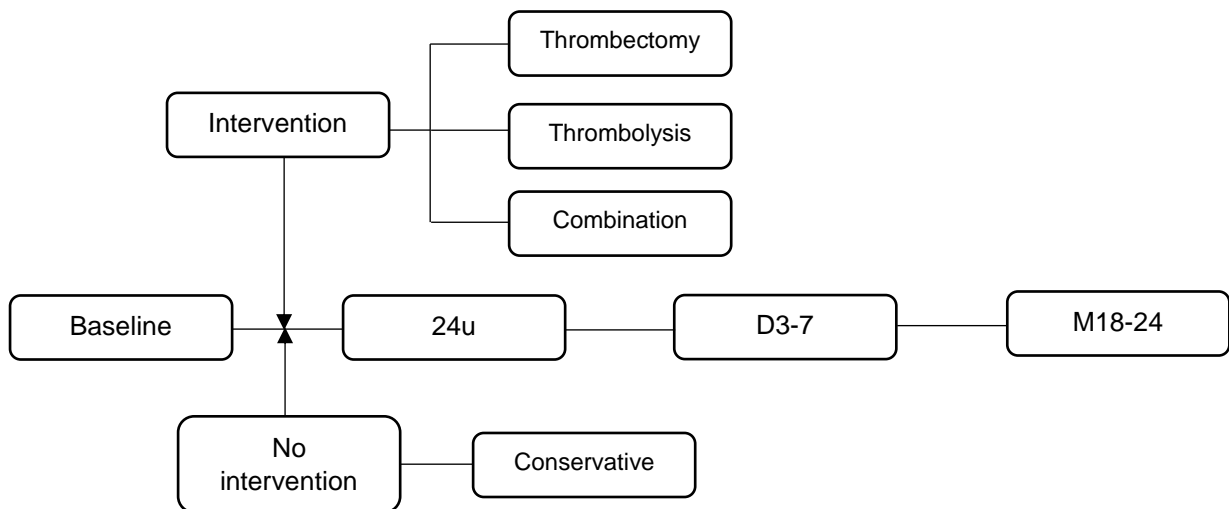 Thrombectomy
Intervention
Thrombolysis
Combination
Baseline
24u
D3-7
M18-24
No
intervention
Conservative